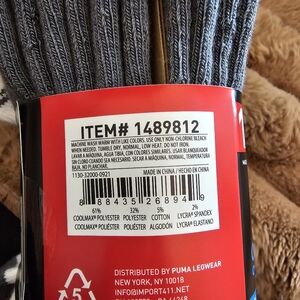 ITEM# 1489812
MACHINE WASH WARM WITH LIKE COLORS. USE ONLY NON-CHLORINE BLEACH
WHEN NEEDED. TUMBLE DRY, NORMAL, LOW HEAT. DO NOT IRON.
LAVAR A MÁQUINA, AGUA TIBIA, CON COLORES SIMILARES. USAR BLANQUEADOR
SIN CLORO CUANDO SEA NECESARIO. SECAR A MÁQUINA, NORMAL, TEMPERATURA
BAJA. NO PLANCHAR.
1130-32000-0921 MADE IN CHINA / HECHO EN CHINA
8 88435 26894 9
61% 32% 5% 2%
COOLMAX® POLYESTER POLYESTER COTTON LYCRA® SPANDEX
COOLMAX® POLIÉSTER POLIÉSTER ALGODÓN LYCRA® ELASTANO
DISTRIBUTED BY PUMA LEGWEAR
NEW YORK, NY 10018
INFO@IMPORT411.NET
5